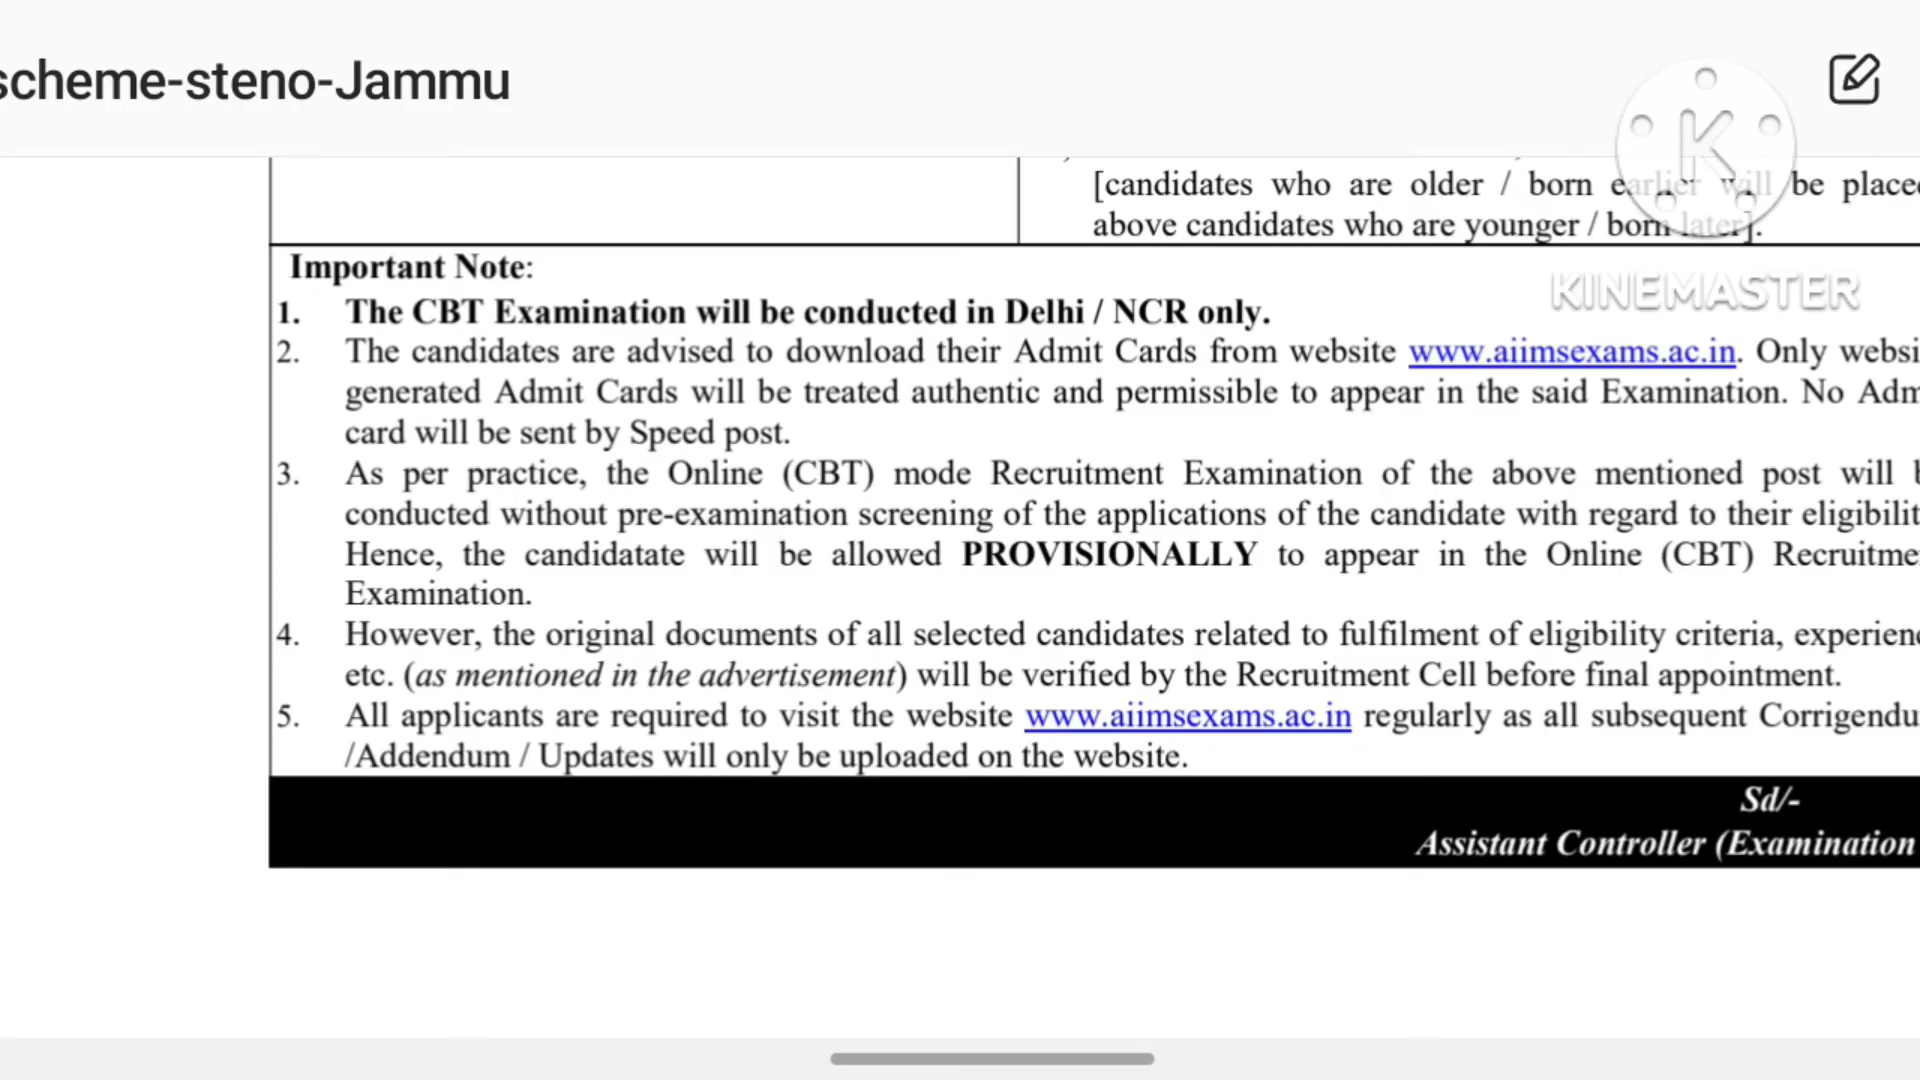 scheme-steno-Jammu
[candidates who are older / born earlier will be
above candidates who are younger / born later].
KINEMASTER
Important Note:
1. The CBT Examination will be conducted in Delhi / NCR only.
2. The candidates are advised to download their Admit Cards from website www.aiimsexams.ac.in. Only
generated Admit Cards will be treated authentic and permissible to appear in the said Examination. No
card will be sent by Speed post.
3. As per practice, the Online (CBT) mode Recruitment Examination of the above mentioned post will
conducted without pre-examination screening of the applications of the candidate with regard to their
Hence, the candidatate will be allowed PROVISIONALLY to appear in the Online (CBT)
Examination.
4. However, the original documents of all selected candidates related to fulfilment of eligibility criteria,
etc. (as mentioned in the advertisement) will be verified by the Recruitment Cell before final appointment.
5. All applicants are required to visit the website www.aiimsexams.ac.in regularly as all subsequent
/Addendum / Updates will only be uploaded on the website.
Sd/-
Assistant Controller (Examination